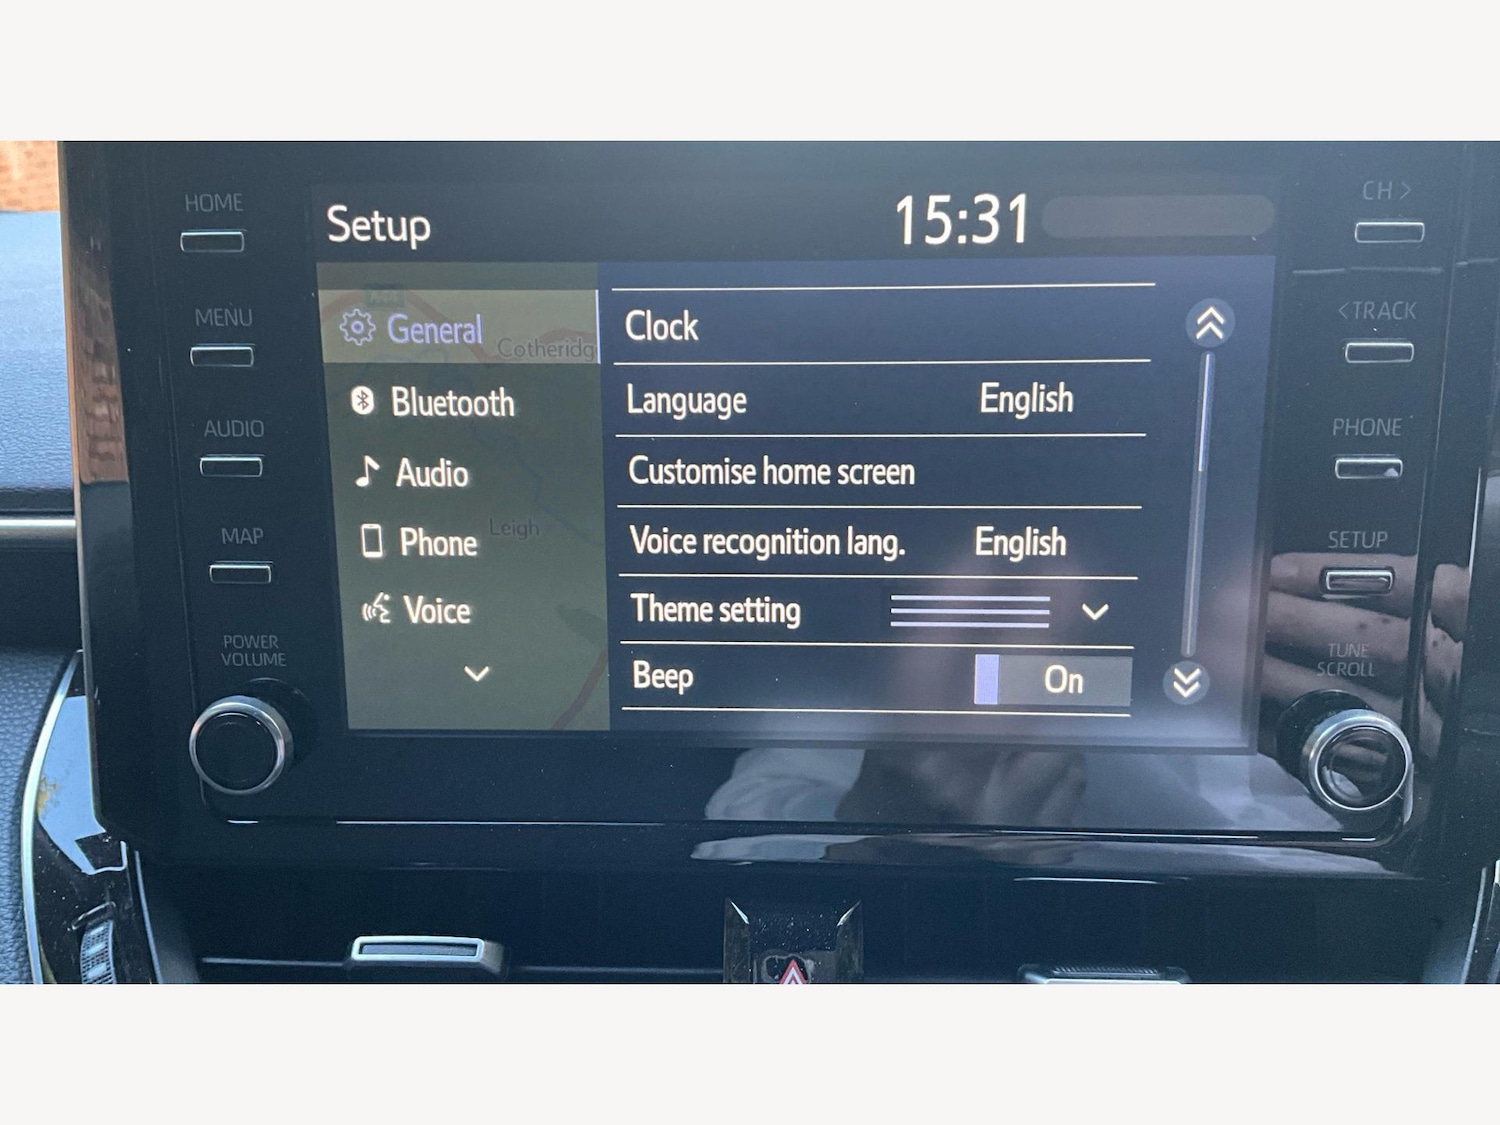 HOME
MENU
AUDIO
MAP
POWER
VOLUME
Setup
15:31
General
Cotheridg
Bluetooth
Audio
Phone
Leigh
Voice
Clock
Language English
Customise home screen
Voice recognition lang. English
Theme setting
Beep On
CH >
< TRACK
PHONE
SETUP
TUNE
SCROLL